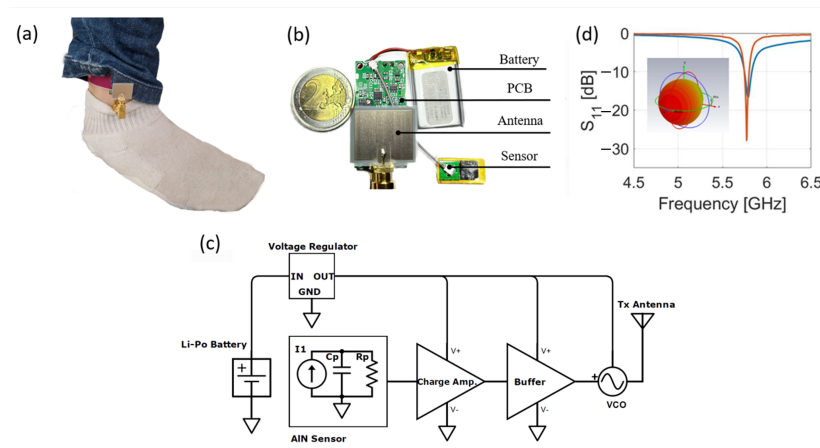 (a)
(b)
Battery
PCB
Antenna
Sensor
2
(d)
S11 [dB]
0
-10
-20
-30
4.5
5
5.5
6
6.5
Frequency [GHz]
(c)
Voltage Regulator
IN OUT
GND
Li-Po Battery
+
I1
Cp
Rp
AlN Sensor
Charge Amp.
V+
V-
Buffer
V+
V-
+
VCO
Tx Antenna